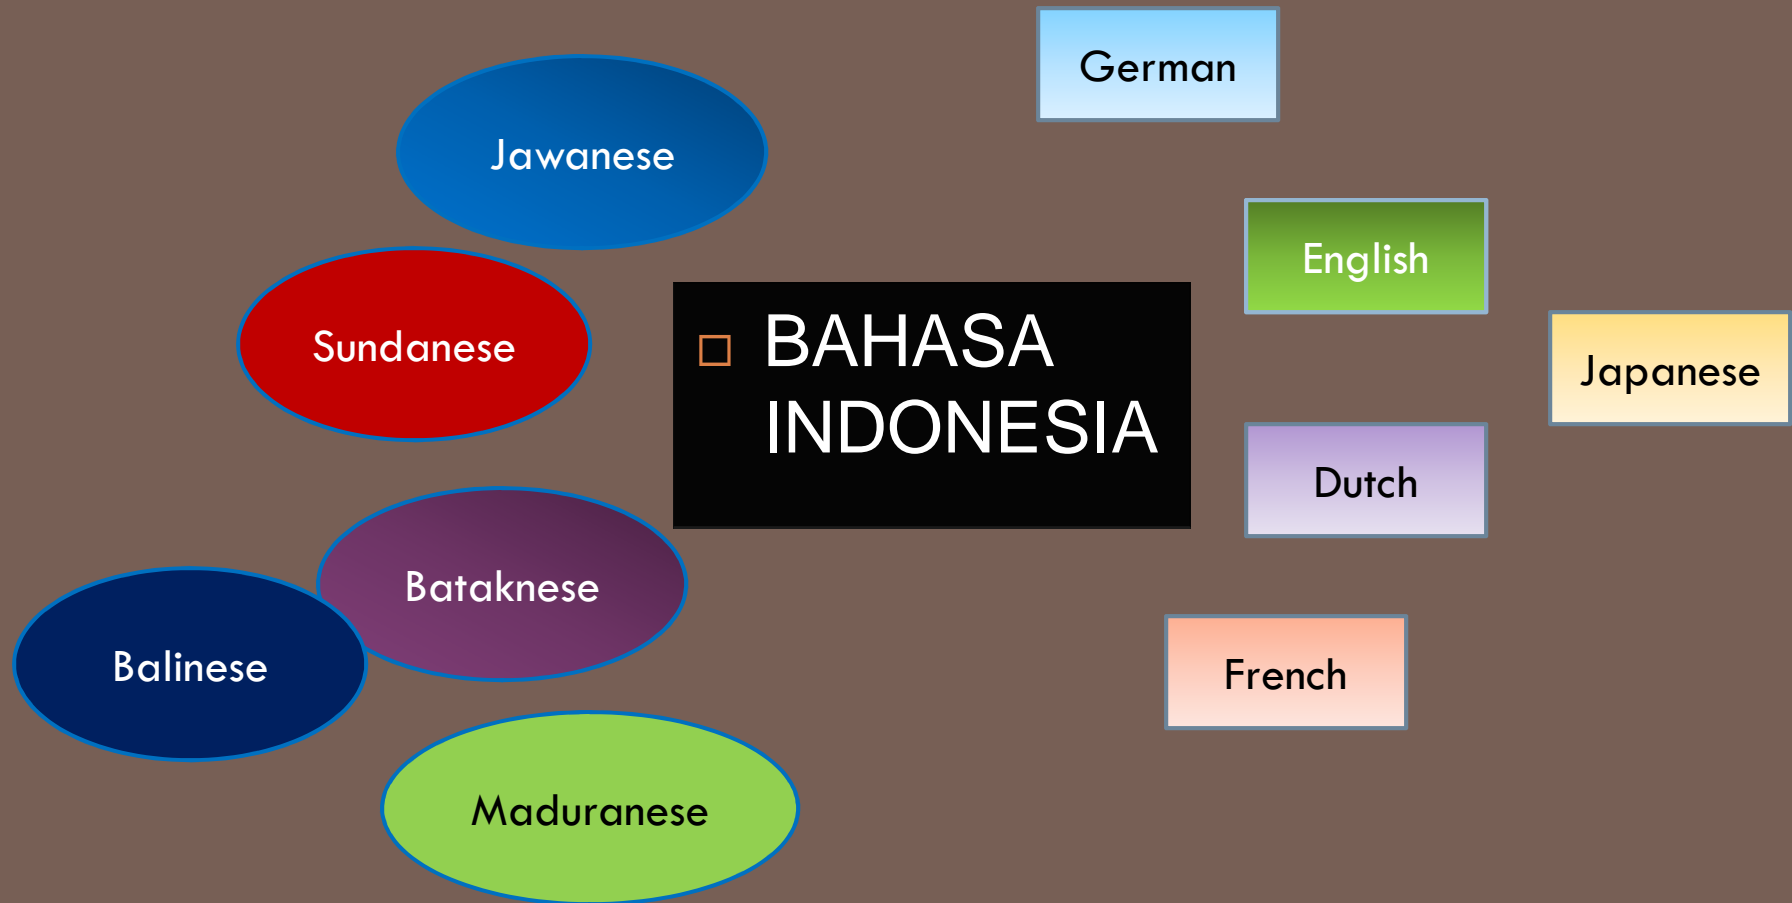 German
Jawanese
English
Sundanese
BAHASA
INDONESIA
Japanese
Dutch
Bataknese
Balinese
French
Maduranese